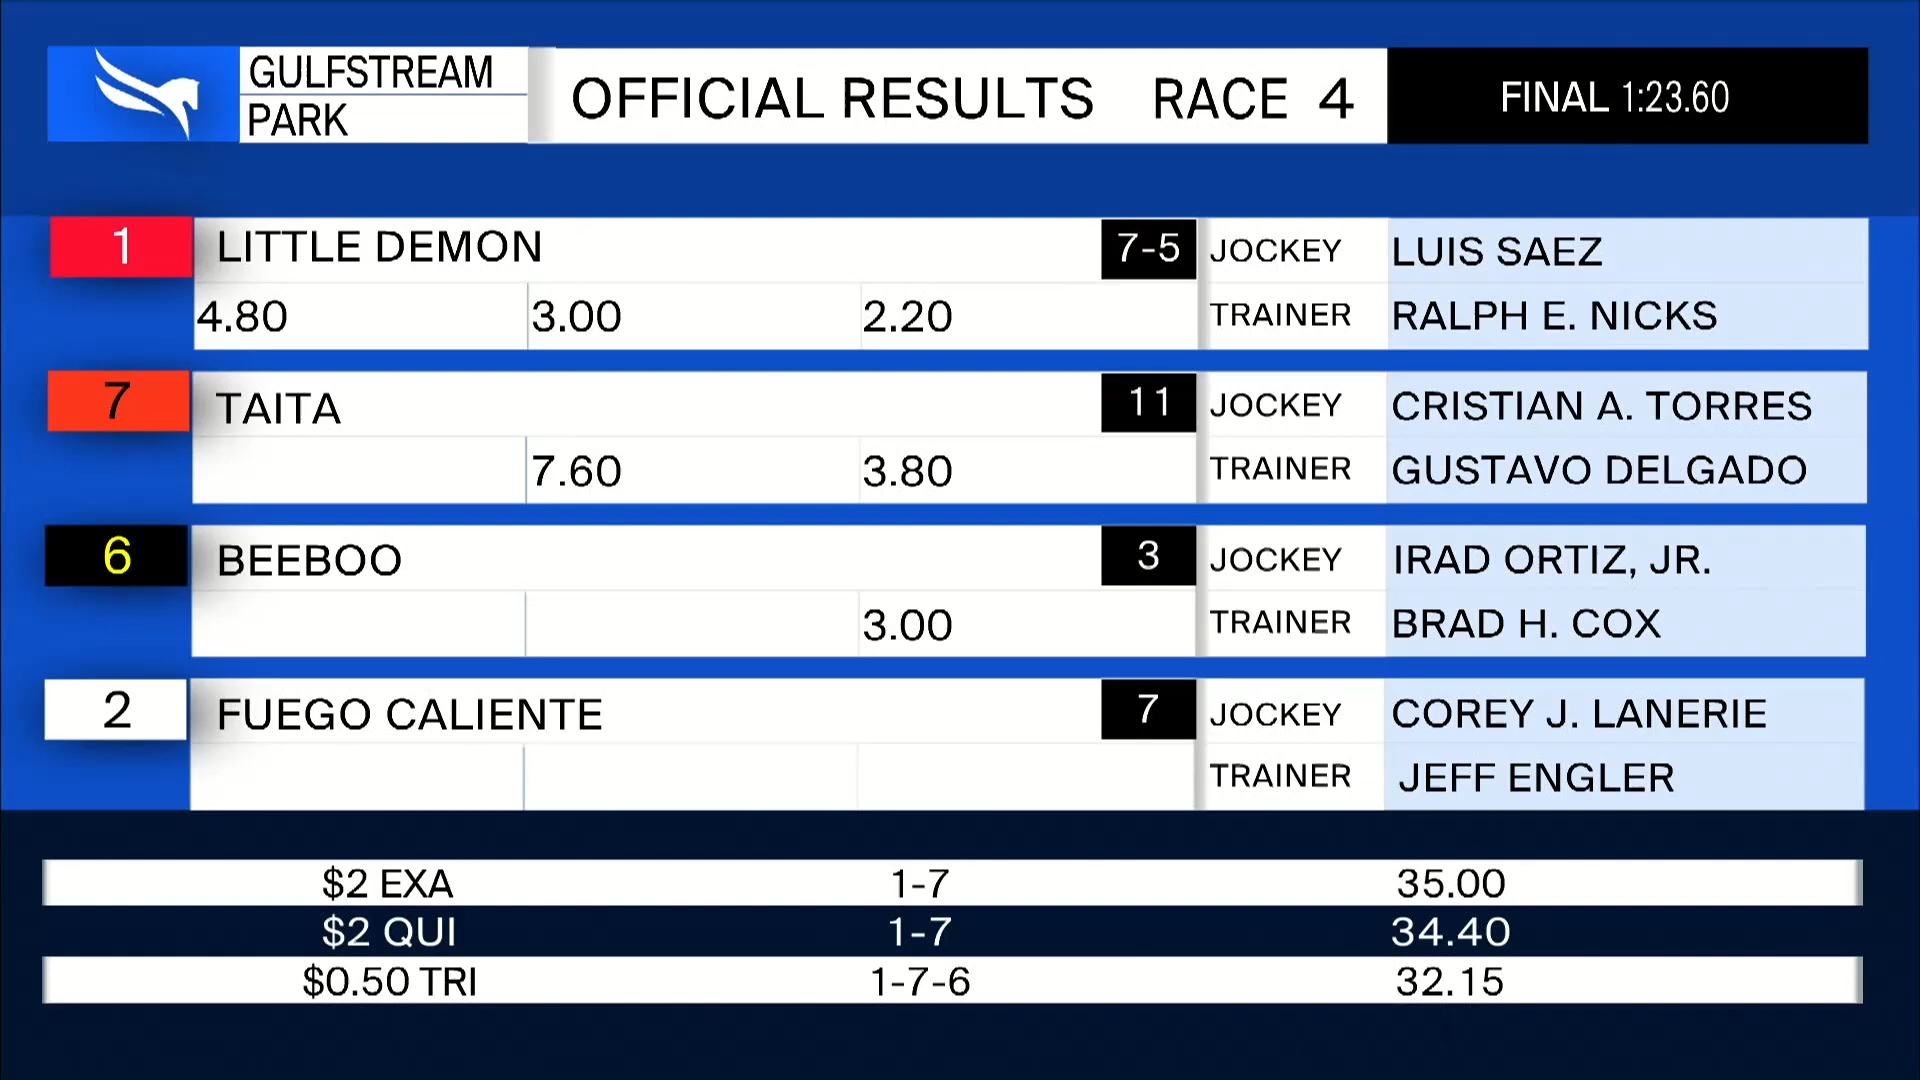 GULFSTREAM
PARK
OFFICIAL RESULTS RACE 4
FINAL 1:23.60
1 LITTLE DEMON 7-5 JOCKEY LUIS SAEZ
4.80 3.00 2.20 TRAINER RALPH E. NICKS
7 TAITA 11 JOCKEY CRISTIAN A. TORRES
7.60 3.80 TRAINER GUSTAVO DELGADO
6 BEEBOO 3 JOCKEY IRAD ORTIZ, JR.
3.00 TRAINER BRAD H. COX
2 FUEGO CALIENTE 7 JOCKEY COREY J. LANERIE
TRAINER JEFF ENGLER
$2 EXA 1-7 35.00
$2 QUI 1-7 34.40
$0.50 TRI 1-7-6 32.15